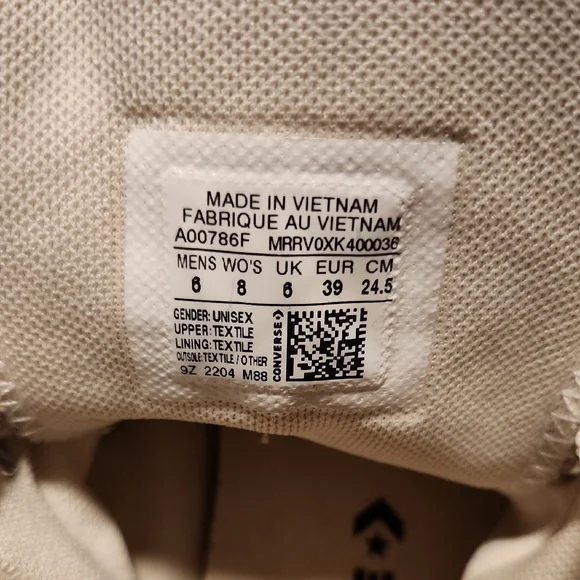 MADE IN VIETNAM
FABRIQUE AU VIETNAM
A00786F MRRV0XK400036
MENS WO'S UK EUR CM
6 8 6 39 24.5
GENDER: UNISEX
UPPER: TEXTILE
LINING: TEXTILE
OUTSOLE: TEXTILE / OTHER
9Z 2204 M88
CONVERSE